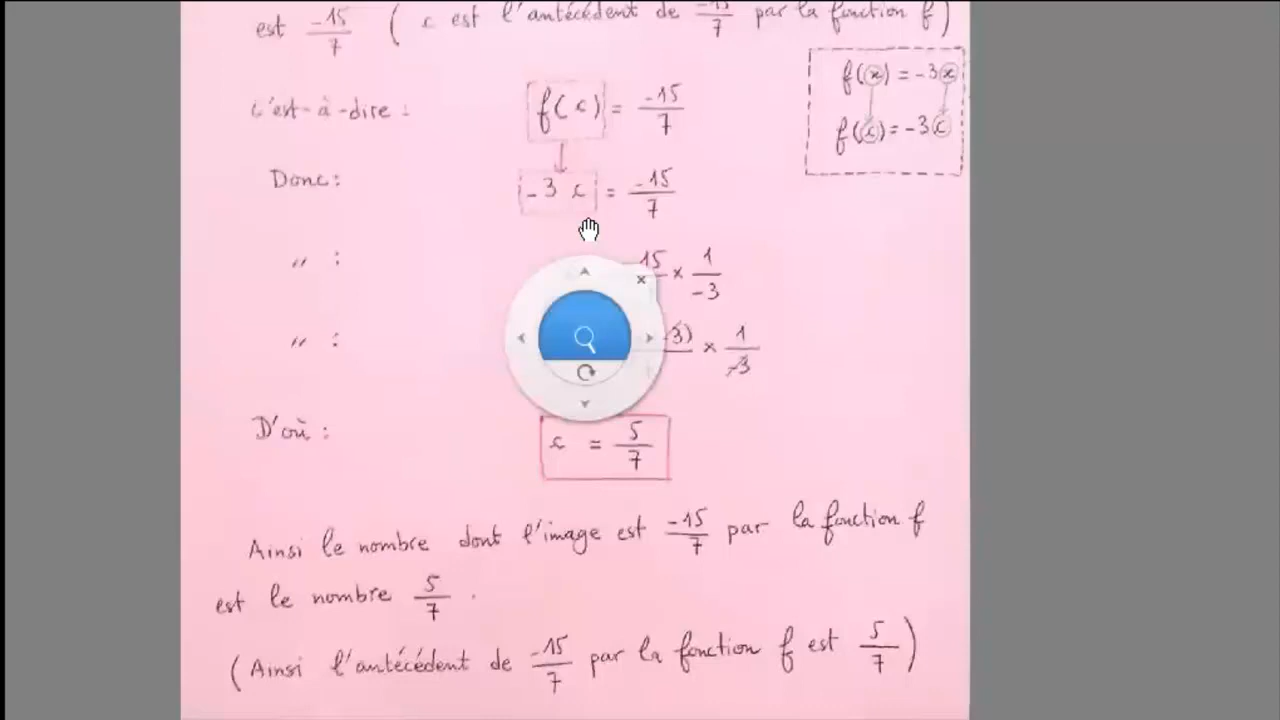 est -15/7 ( c est l'antécédent de -15/7 par la fonction f)
f(x) = -3x
f(c) = -3c
c'est-à-dire : f(c) = -15/7
Donc : -3 c = -15/7
〃 : 15 × 1/-3
〃 : 3) × 1/-3
D'où : c = 5/7
Ainsi le nombre dont l'image est -15/7 par la fonction f
est le nombre 5/7 .
(Ainsi l'antécédent de -15/7 par la fonction f est 5/7)